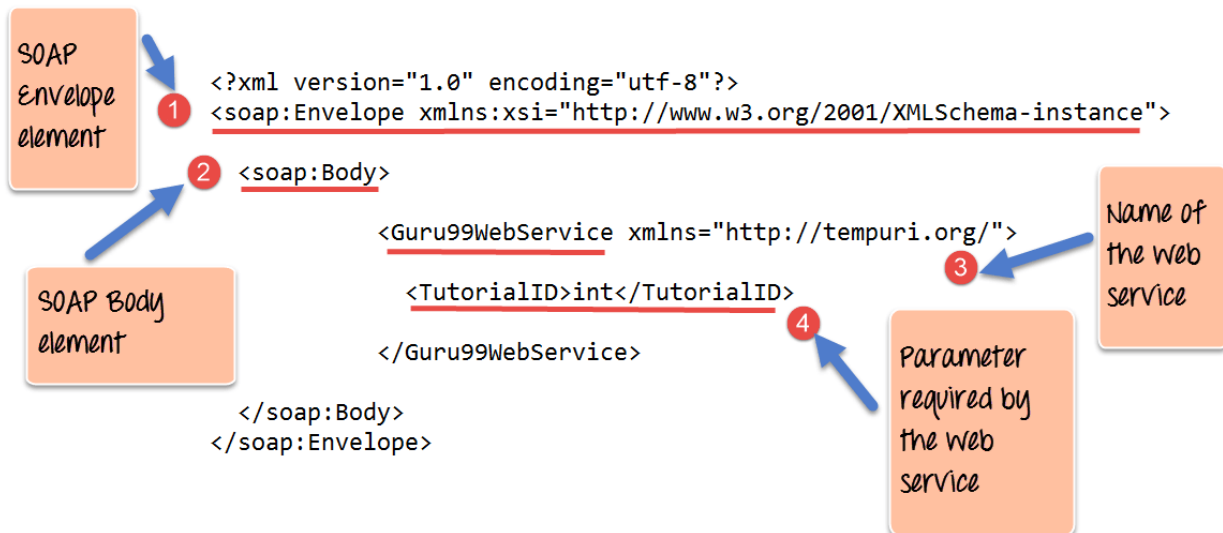 SOAP
Envelope
element
1
<?xml version="1.0" encoding="utf-8"?>
<soap:Envelope xmlns:xsi="http://www.w3.org/2001/XMLSchema-instance">
2
<soap:Body>
<Guru99WebService xmlns="http://tempuri.org/">
3
Name of
the web
service
<TutorialID>int</TutorialID>
4
SOAP Body
element
</Guru99WebService>
Parameter
required by
the web
service
</soap:Body>
</soap:Envelope>